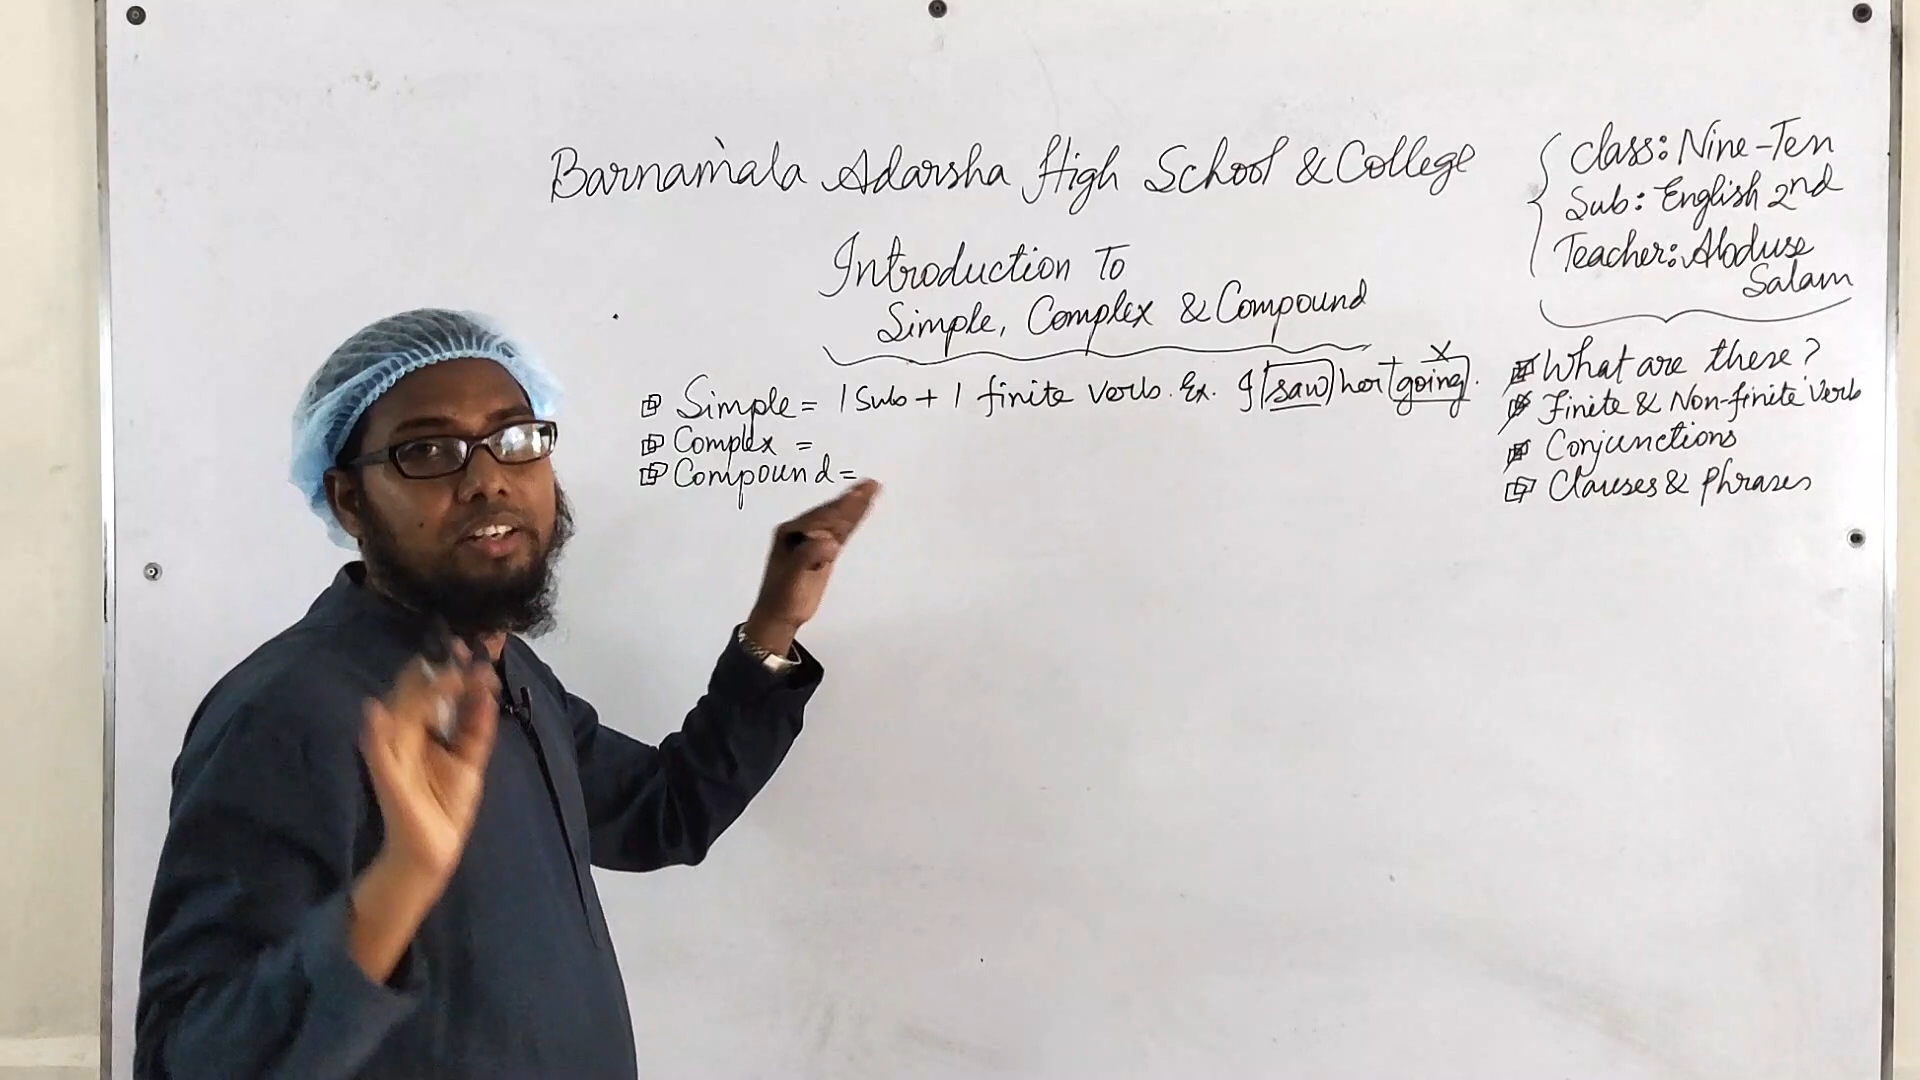 Barnamala Adarsha High School & College
Introduction To
Simple, Complex & Compound
Simple = 1 Sub + 1 finite verb. Ex. I saw her + going.
x
Complex =
Compound =
Class: Nine-Ten
Sub: English 2nd
Teacher: Abduse
Salam
What are these?
Finite & Non-finite verb
Conjunctions
Clauses & Phrases